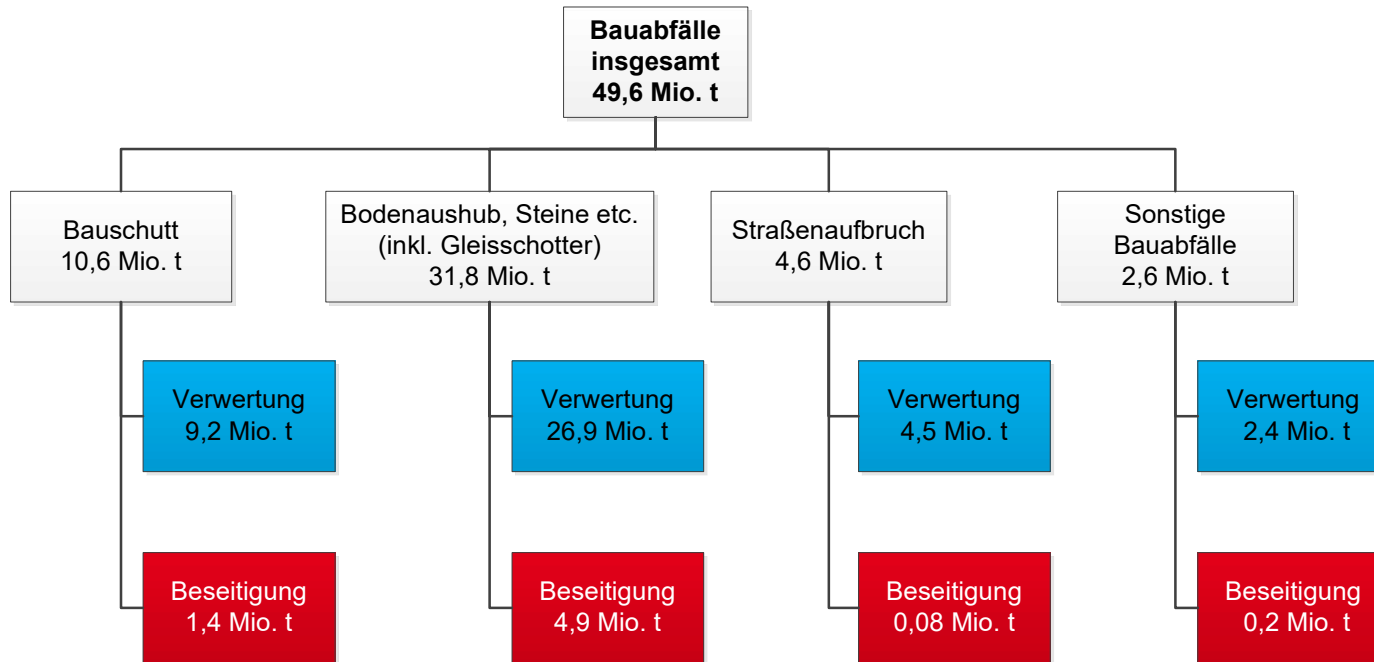 Bauabfälle
insgesamt
49,6 Mio. t
Bauschutt
10,6 Mio. t
Bodenaushub, Steine etc.
(inkl. Gleisschotter)
31,8 Mio. t
Straßenaufbruch
4,6 Mio. t
Sonstige
Bauabfälle
2,6 Mio. t
Verwertung
9,2 Mio. t
Verwertung
26,9 Mio. t
Verwertung
4,5 Mio. t
Verwertung
2,4 Mio. t
Beseitigung
1,4 Mio. t
Beseitigung
4,9 Mio. t
Beseitigung
0,08 Mio. t
Beseitigung
0,2 Mio. t